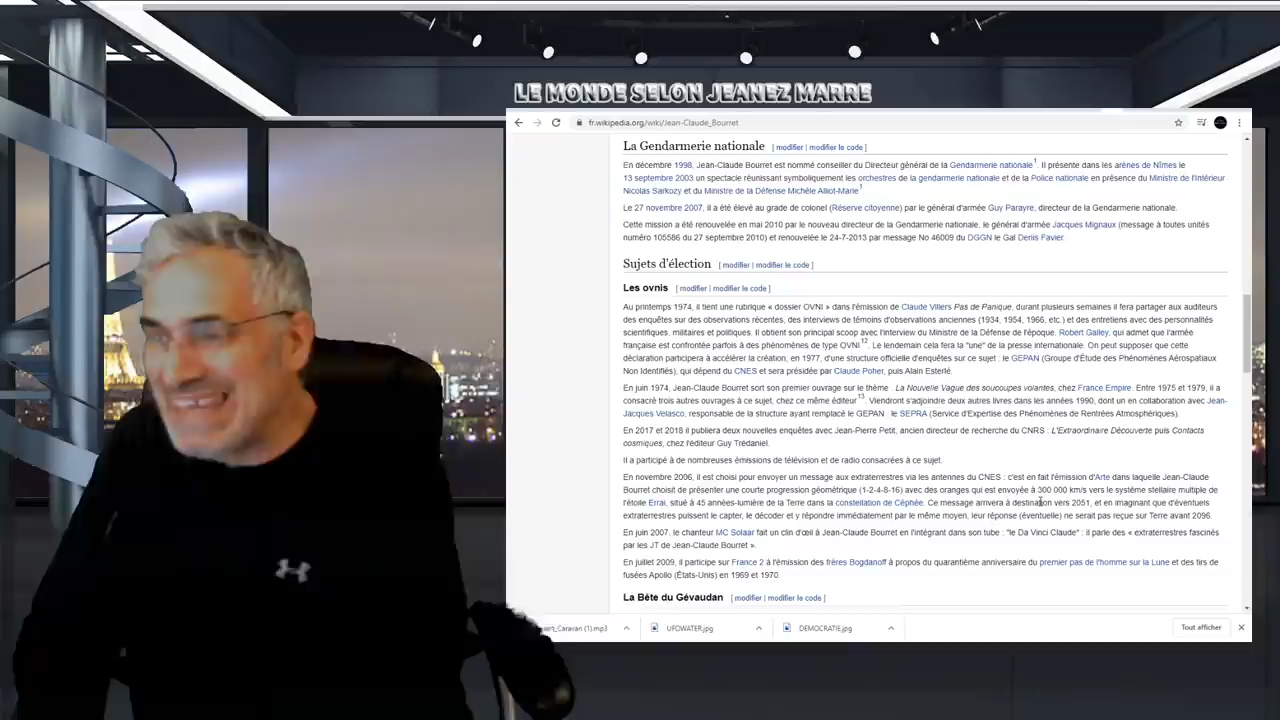 LE MONDE SELON JEANEZ MARRE
fr.wikipedia.org/wiki/Jean-Claude_Bourret
La Gendarmerie nationale [ modifier | modifier le code ]
En décembre 1998, Jean-Claude Bourret est nommé conseiller du Directeur général de la Gendarmerie nationale1. Il présente dans les arènes de Nîmes le
13 septembre 2003 un spectacle réunissant symboliquement les orchestres de la gendarmerie nationale et de la Police nationale en présence du Ministre de l'Intérieur
Nicolas Sarkozy et du Ministre de la Défense Michèle Alliot-Marie1
Le 27 novembre 2007, il a été élevé au grade de colonel (Réserve citoyenne) par le général d'armée Guy Parayre, directeur de la Gendarmerie nationale.
Cette mission a été renouvelée en mai 2010 par le nouveau directeur de la Gendarmerie nationale, le général d'armée Jacques Mignaux (message à toutes unités
numéro 105586 du 27 septembre 2010) et renouvelée le 24-7-2013 par message No 46009 du DGGN le Gal Denis Favier.
Sujets d'élection [ modifier | modifier le code ]
Les ovnis [ modifier | modifier le code ]
Au printemps 1974, il tient une rubrique « dossier OVNI » dans l'émission de Claude Villers Pas de Panique, durant plusieurs semaines il fera partager aux auditeurs
des enquêtes sur des observations récentes, des interviews de témoins d'observations anciennes (1934, 1954, 1966, etc.) et des entretiens avec des personnalités
scientifiques, militaires et politiques. Il obtient son principal scoop avec l'interview du Ministre de la Défense de l'époque, Robert Galley, qui admet que l'armée
française est confrontée parfois à des phénomènes de type OVNI12. Le lendemain cela fera la "une" de la presse internationale. On peut supposer que cette
déclaration participera à accélérer la création, en 1977, d'une structure officielle d'enquêtes sur ce sujet : le GEPAN (Groupe d'Étude des Phénomènes Aérospatiaux
Non Identifiés), qui dépend du CNES et sera présidée par Claude Poher, puis Alain Esterlé.
En juin 1974, Jean-Claude Bourret sort son premier ouvrage sur le thème : La Nouvelle Vague des soucoupes volantes, chez France Empire. Entre 1975 et 1979, il a
consacré trois autres ouvrages à ce sujet, chez ce même éditeur13. Viendront s'adjoindre deux autres livres dans les années 1990, dont un en collaboration avec Jean-
Jacques Velasco, responsable de la structure ayant remplacé le GEPAN : le SEPRA (Service d'Expertise des Phénomènes de Rentrées Atmosphériques).
En 2017 et 2018 il publiera deux nouvelles enquêtes avec Jean-Pierre Petit, ancien directeur de recherche du CNRS : L'Extraordinaire Découverte puis Contacts
cosmiques, chez l'éditeur Guy Trédaniel.
Il a participé à de nombreuses émissions de télévision et de radio consacrées à ce sujet.
En novembre 2006, il est choisi pour envoyer un message aux extraterrestres via les antennes du CNES : c'est en fait l'émission d'Arte dans laquelle Jean-Claude
Bourret choisit de présenter une courte progression géométrique (1-2-4-8-16) avec des oranges qui est envoyée à 300 000 km/s vers le système stellaire multiple de
l'étoile Errai, situé à 45 années-lumière de la Terre dans la constellation de Céphée. Ce message arrivera à destination vers 2051, et en imaginant que d'éventuels
extraterrestres puissent le capter, le décoder et y répondre immédiatement par le même moyen, leur réponse (éventuelle) ne serait pas reçue sur Terre avant 2096.
En juin 2007, le chanteur MC Solaar fait un clin d'œil à Jean-Claude Bourret en l'intégrant dans son tube : "le Da Vinci Claude" : il parle des « extraterrestres fascinés
par les JT de Jean-Claude Bourret ».
En juillet 2009, il participe sur France 2 à l'émission des frères Bogdanoff à propos du quarantième anniversaire du premier pas de l'homme sur la Lune et des tirs de
fusées Apollo (États-Unis) en 1969 et 1970.
La Bête du Gévaudan [ modifier | modifier le code ]
_Caravan (1).mp3 UFOWATER.jpg DEMOCRATIE.jpg Tout afficher